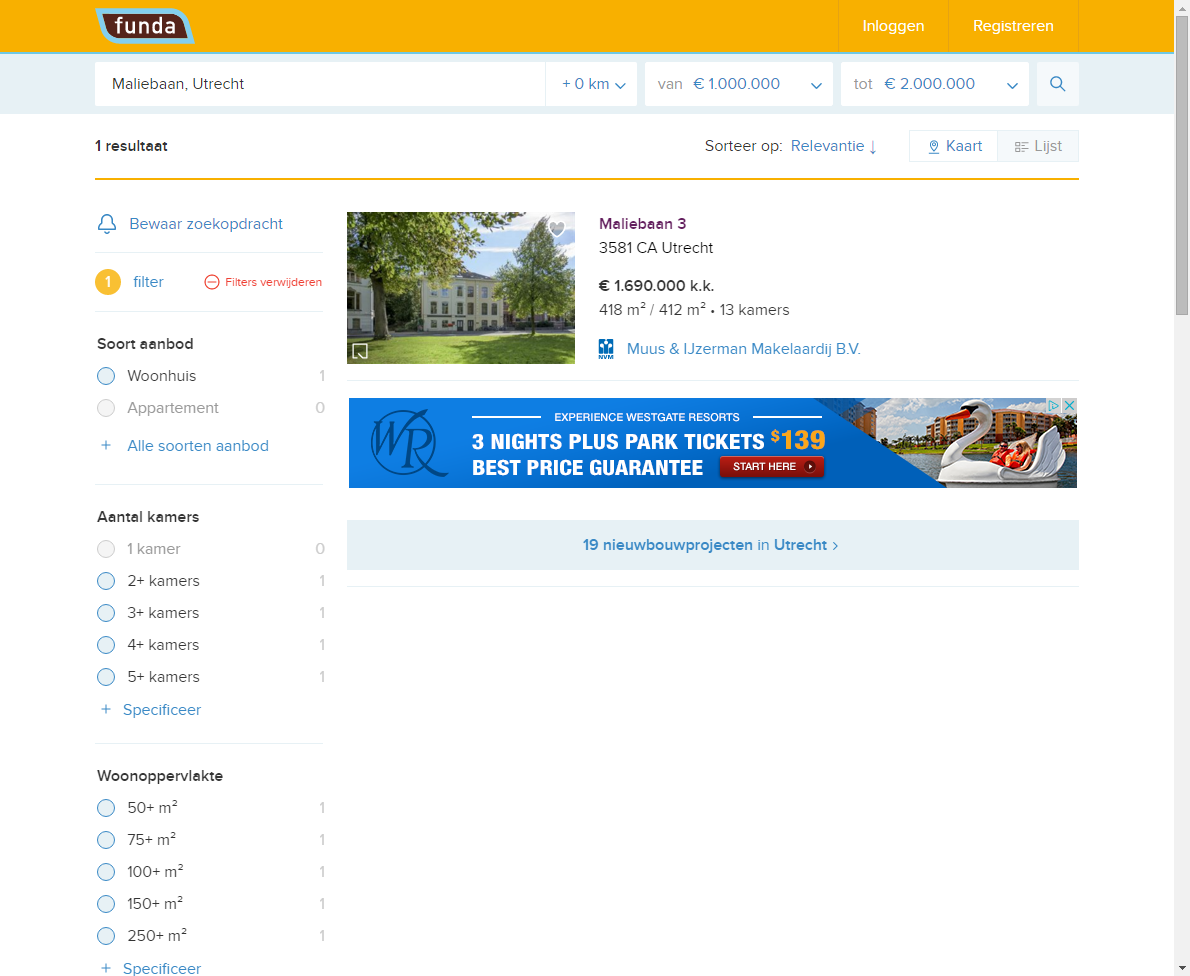 funda
Inloggen
Registreren
Maliebaan, Utrecht
+ 0 km
van € 1.000.000
tot € 2.000.000
1 resultaat
Sorteer op: Relevantie ↓
Kaart
Lijst
Bewaar zoekopdracht
1 filter
Filters verwijderen
Soort aanbod
Woonhuis 1
Appartement 0
+ Alle soorten aanbod
Aantal kamers
1 kamer 0
2+ kamers 1
3+ kamers 1
4+ kamers 1
5+ kamers 1
+ Specificeer
Woonoppervlakte
50+ m² 1
75+ m² 1
100+ m² 1
150+ m² 1
250+ m² 1
+ Specificeer
Maliebaan 3
3581 CA Utrecht
€ 1.690.000 k.k.
418 m² / 412 m² • 13 kamers
NVM
Muus & IJzerman Makelaardij B.V.
WR
EXPERIENCE WESTGATE RESORTS
3 NIGHTS PLUS PARK TICKETS $139
BEST PRICE GUARANTEE
START HERE
19 nieuwbouwprojecten in Utrecht ›